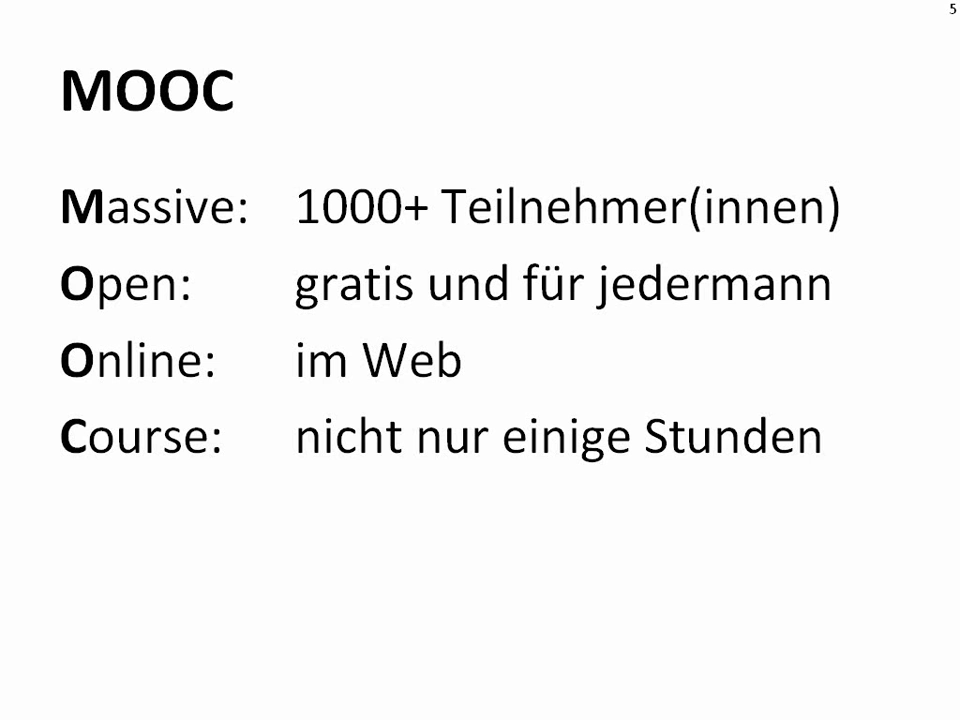 5
MOOC
Massive: 1000+ Teilnehmer(innen)
Open: gratis und für jedermann
Online: im Web
Course: nicht nur einige Stunden